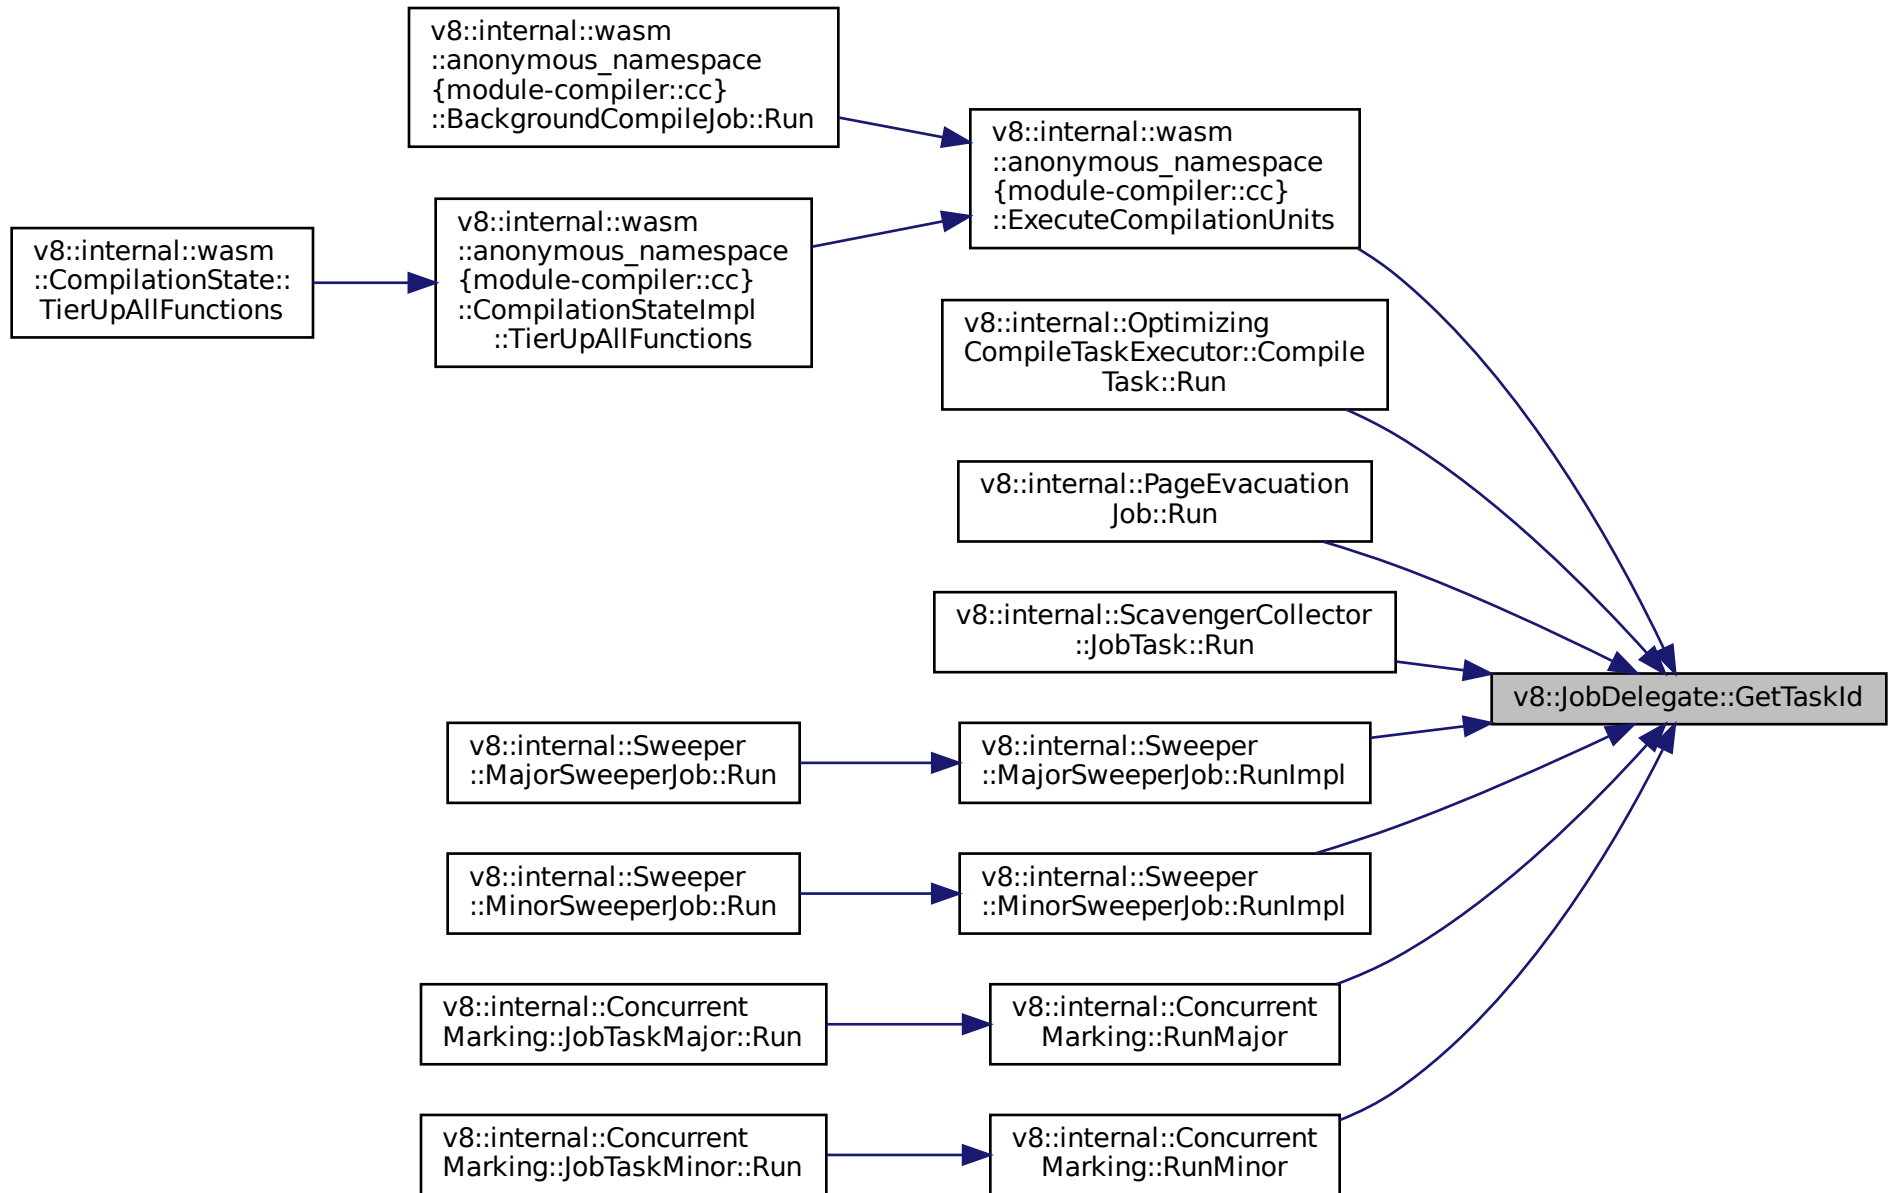 v8::internal::wasm
::anonymous_namespace
{module-compiler::cc}
::BackgroundCompileJob::Run
v8::internal::wasm
::anonymous_namespace
{module-compiler::cc}
::ExecuteCompilationUnits
v8::internal::wasm
::CompilationState::
TierUpAllFunctions
v8::internal::wasm
::anonymous_namespace
{module-compiler::cc}
::CompilationStateImpl
::TierUpAllFunctions
v8::internal::Optimizing
CompileTaskExecutor::Compile
Task::Run
v8::internal::PageEvacuation
Job::Run
v8::internal::ScavengerCollector
::JobTask::Run
v8::JobDelegate::GetTaskId
v8::internal::Sweeper
::MajorSweeperJob::Run
v8::internal::Sweeper
::MajorSweeperJob::RunImpl
v8::internal::Sweeper
::MinorSweeperJob::Run
v8::internal::Sweeper
::MinorSweeperJob::RunImpl
v8::internal::Concurrent
Marking::JobTaskMajor::Run
v8::internal::Concurrent
Marking::RunMajor
v8::internal::Concurrent
Marking::JobTaskMinor::Run
v8::internal::Concurrent
Marking::RunMinor